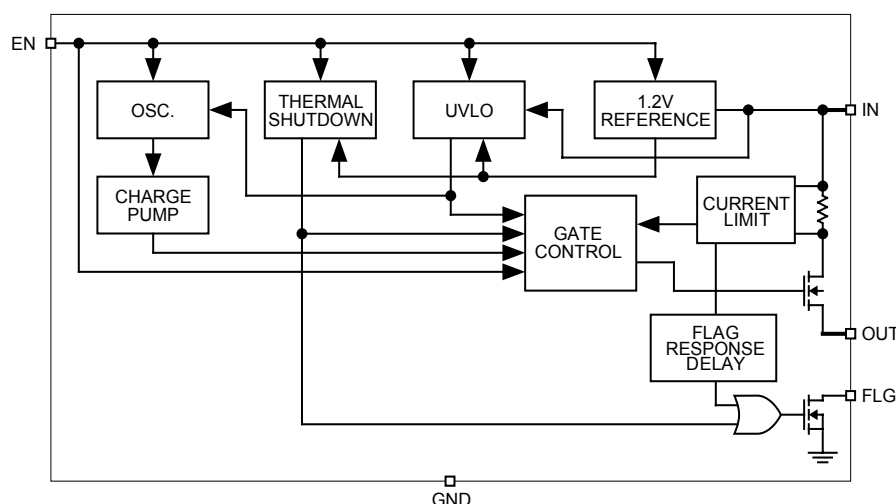 EN
OSC.
THERMAL
SHUTDOWN
UVLO
1.2V
REFERENCE
IN
CHARGE
PUMP
GATE
CONTROL
CURRENT
LIMIT
OUT
FLAG
RESPONSE
DELAY
FLG
GND